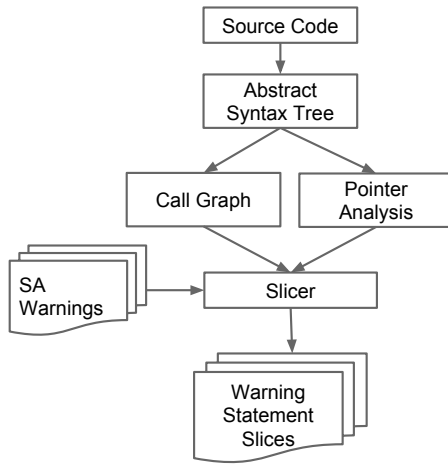 Source Code
Abstract
Syntax Tree
Call Graph
Pointer
Analysis
SA
Warnings
Slicer
Warning
Statement
Slices